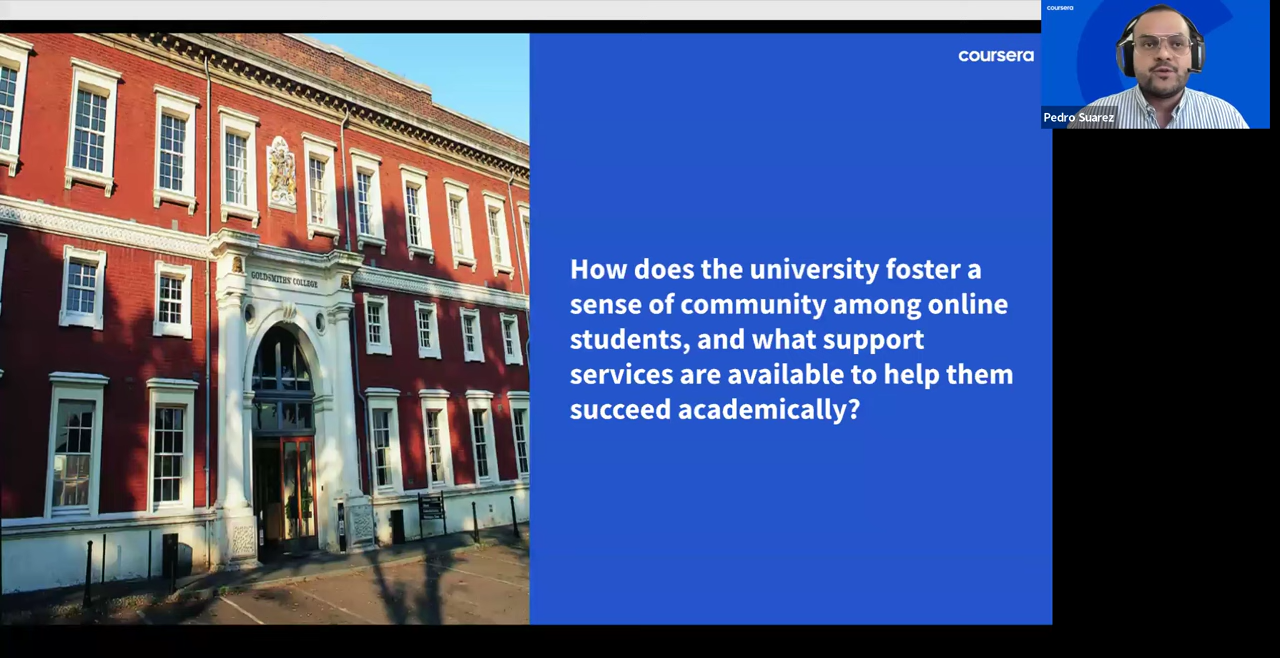 coursera
coursera
Pedro Suarez
GOLDSMITHS' COLLEGE
How does the university foster a
sense of community among online
students, and what support
services are available to help them
succeed academically?